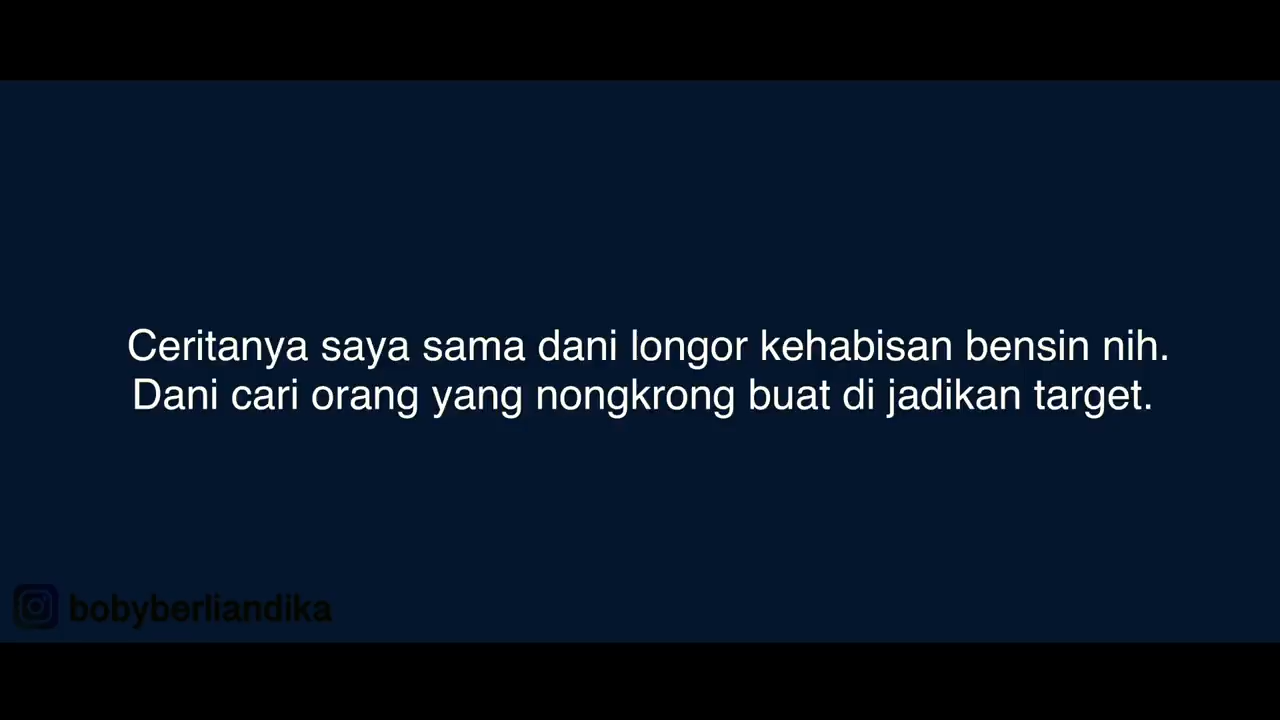 Ceritanya saya sama dani longor kehabisan bensin nih.
Dani cari orang yang nongkrong buat di jadikan target.
bobyberliandika